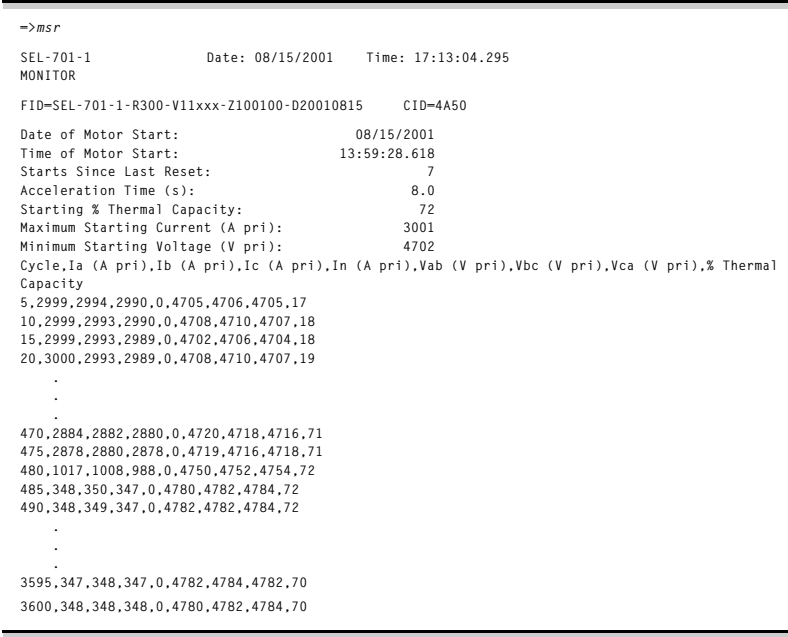 =>msr
SEL-701-1 Date: 08/15/2001 Time: 17:13:04.295
MONITOR
FID=SEL-701-1-R300-V11xxx-Z100100-D20010815 CID=4A50
Date of Motor Start: 08/15/2001
Time of Motor Start: 13:59:28.618
Starts Since Last Reset: 7
Acceleration Time (s): 8.0
Starting % Thermal Capacity: 72
Maximum Starting Current (A pri): 3001
Minimum Starting Voltage (V pri): 4702
Cycle,Ia (A pri),Ib (A pri),Ic (A pri),In (A pri),Vab (V pri),Vbc (V pri),Vca (V pri),% Thermal
Capacity
5,2999,2994,2990,0,4705,4706,4705,17
10,2999,2993,2990,0,4708,4710,4707,18
15,2999,2993,2989,0,4702,4706,4704,18
20,3000,2993,2989,0,4708,4710,4707,19
.
.
.
470,2884,2882,2880,0,4720,4718,4716,71
475,2878,2880,2878,0,4719,4716,4718,71
480,1017,1008,988,0,4750,4752,4754,72
485,348,350,347,0,4780,4782,4784,72
490,348,349,347,0,4782,4782,4784,72
.
.
.
3595,347,348,347,0,4782,4784,4782,70
3600,348,348,348,0,4780,4782,4784,70